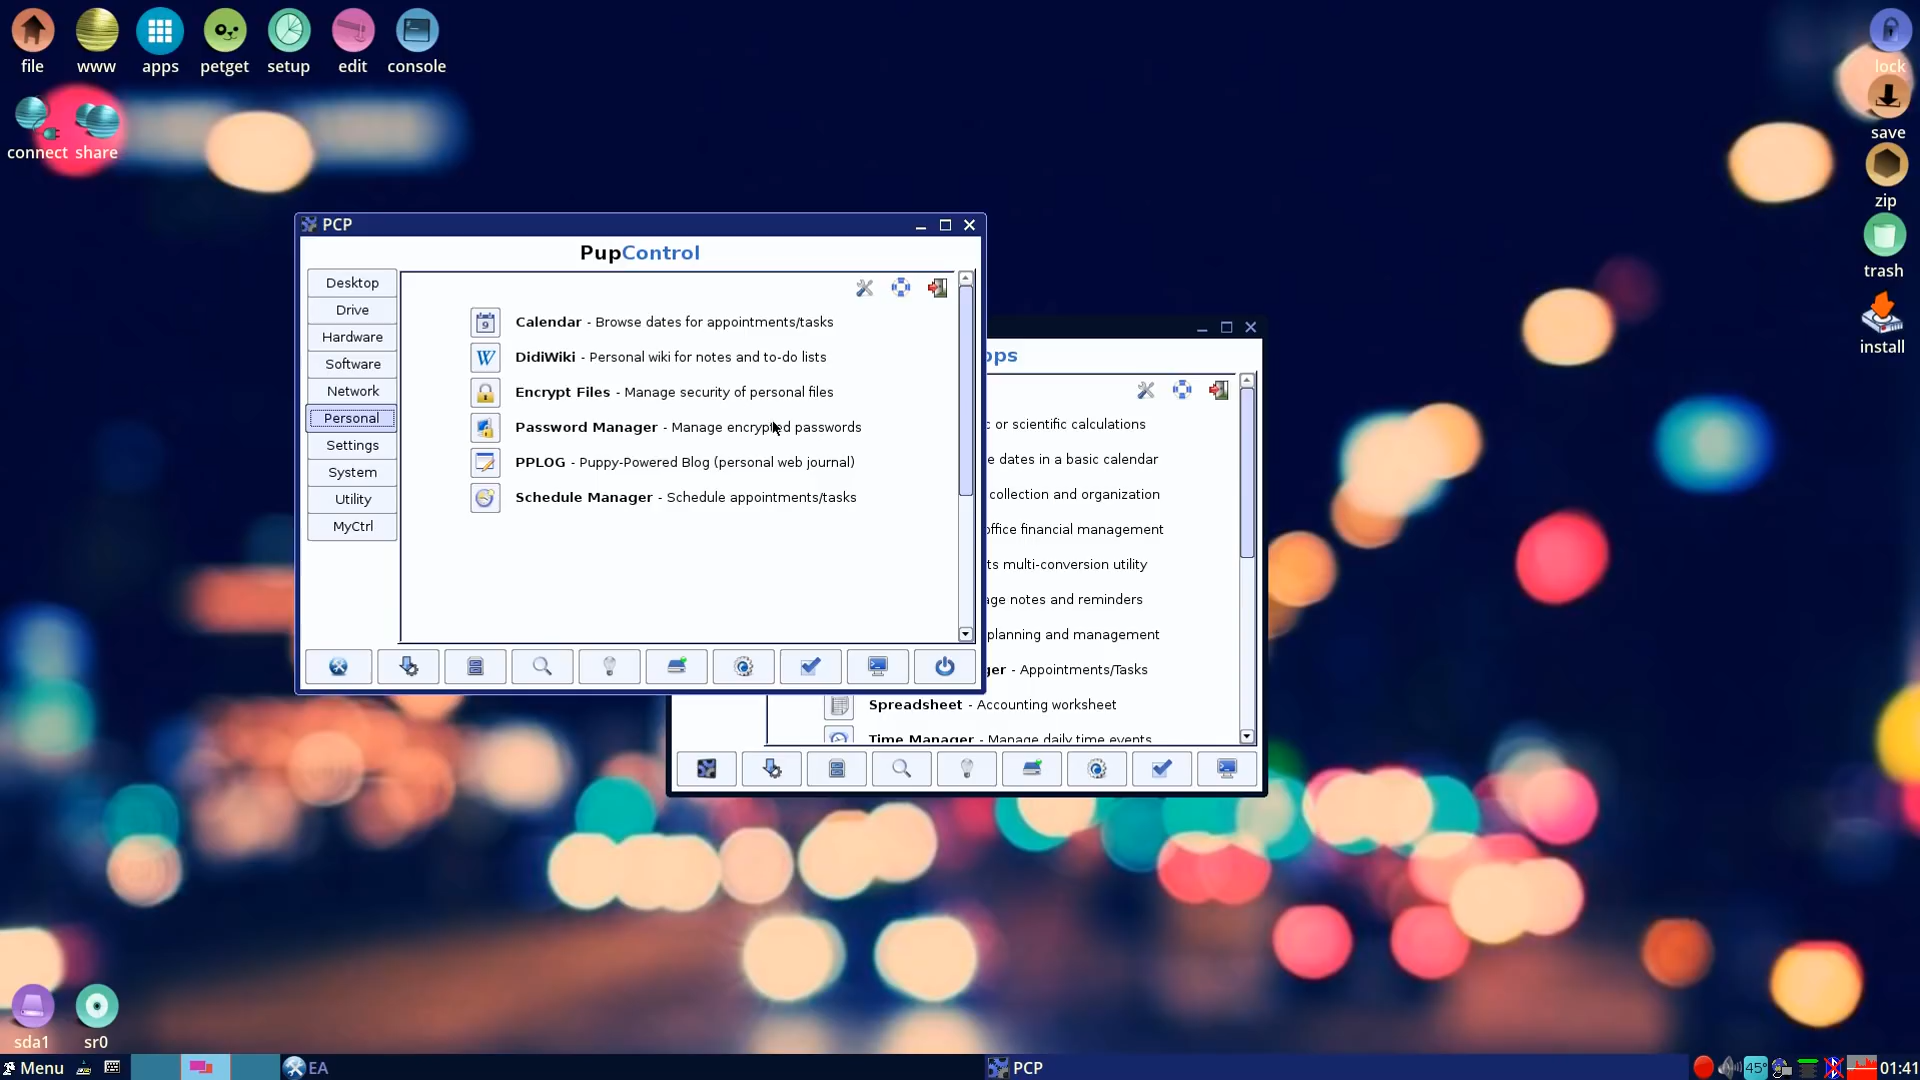 file
www
apps
petget
setup
edit
console
lock
connect
share
save
zip
trash
install
PCP
PupControl
Desktop
Drive
Hardware
Software
Network
Personal
Settings
System
Utility
MyCtrl
9
Calendar - Browse dates for appointments/tasks
W
DidiWiki - Personal wiki for notes and to-do lists
Encrypt Files - Manage security of personal files
Password Manager - Manage encrypted passwords
PPLOG - Puppy-Powered Blog (personal web journal)
Schedule Manager - Schedule appointments/tasks
pps
c or scientific calculations
e dates in a basic calendar
collection and organization
office financial management
ts multi-conversion utility
age notes and reminders
planning and management
ger - Appointments/Tasks
Spreadsheet - Accounting worksheet
Time Manager - Manage daily time events
sda1
sr0
Menu
EA
PCP
45°
01:41